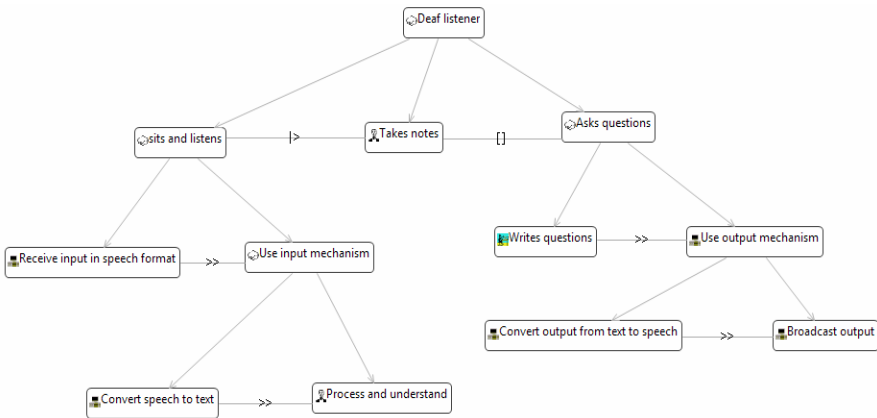 Deaf listener
sits and listens
|>
Takes notes
[]
Asks questions
Receive input in speech format
>>
Use input mechanism
Writes questions
>>
Use output mechanism
Convert output from text to speech
>>
Broadcast output
Convert speech to text
>>
Process and understand